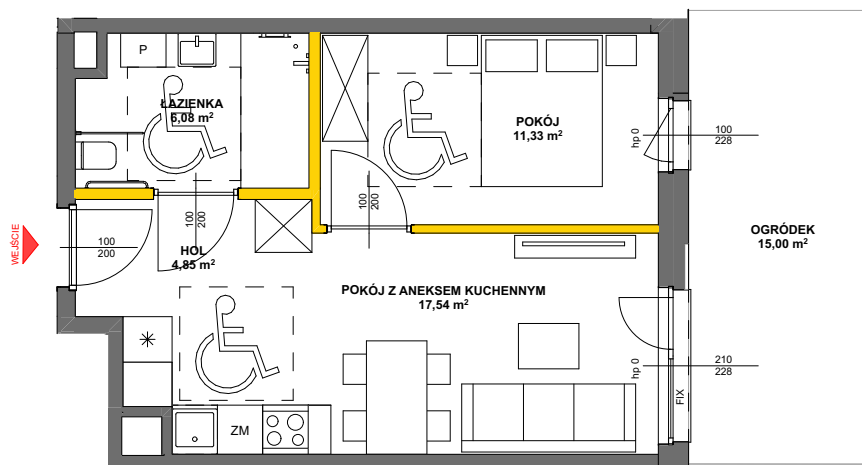 P
ŁAZIENKA
6,08 m²
POKÓJ
11,33 m²
hp 0
100
228
100
200
100
200
WEJŚCIE
100
200
HOL
4,85 m²
OGRÓDEK
15,00 m²
POKÓJ Z ANEKSEM KUCHENNYM
17,54 m²
hp 0
210
228
FIX
ZM